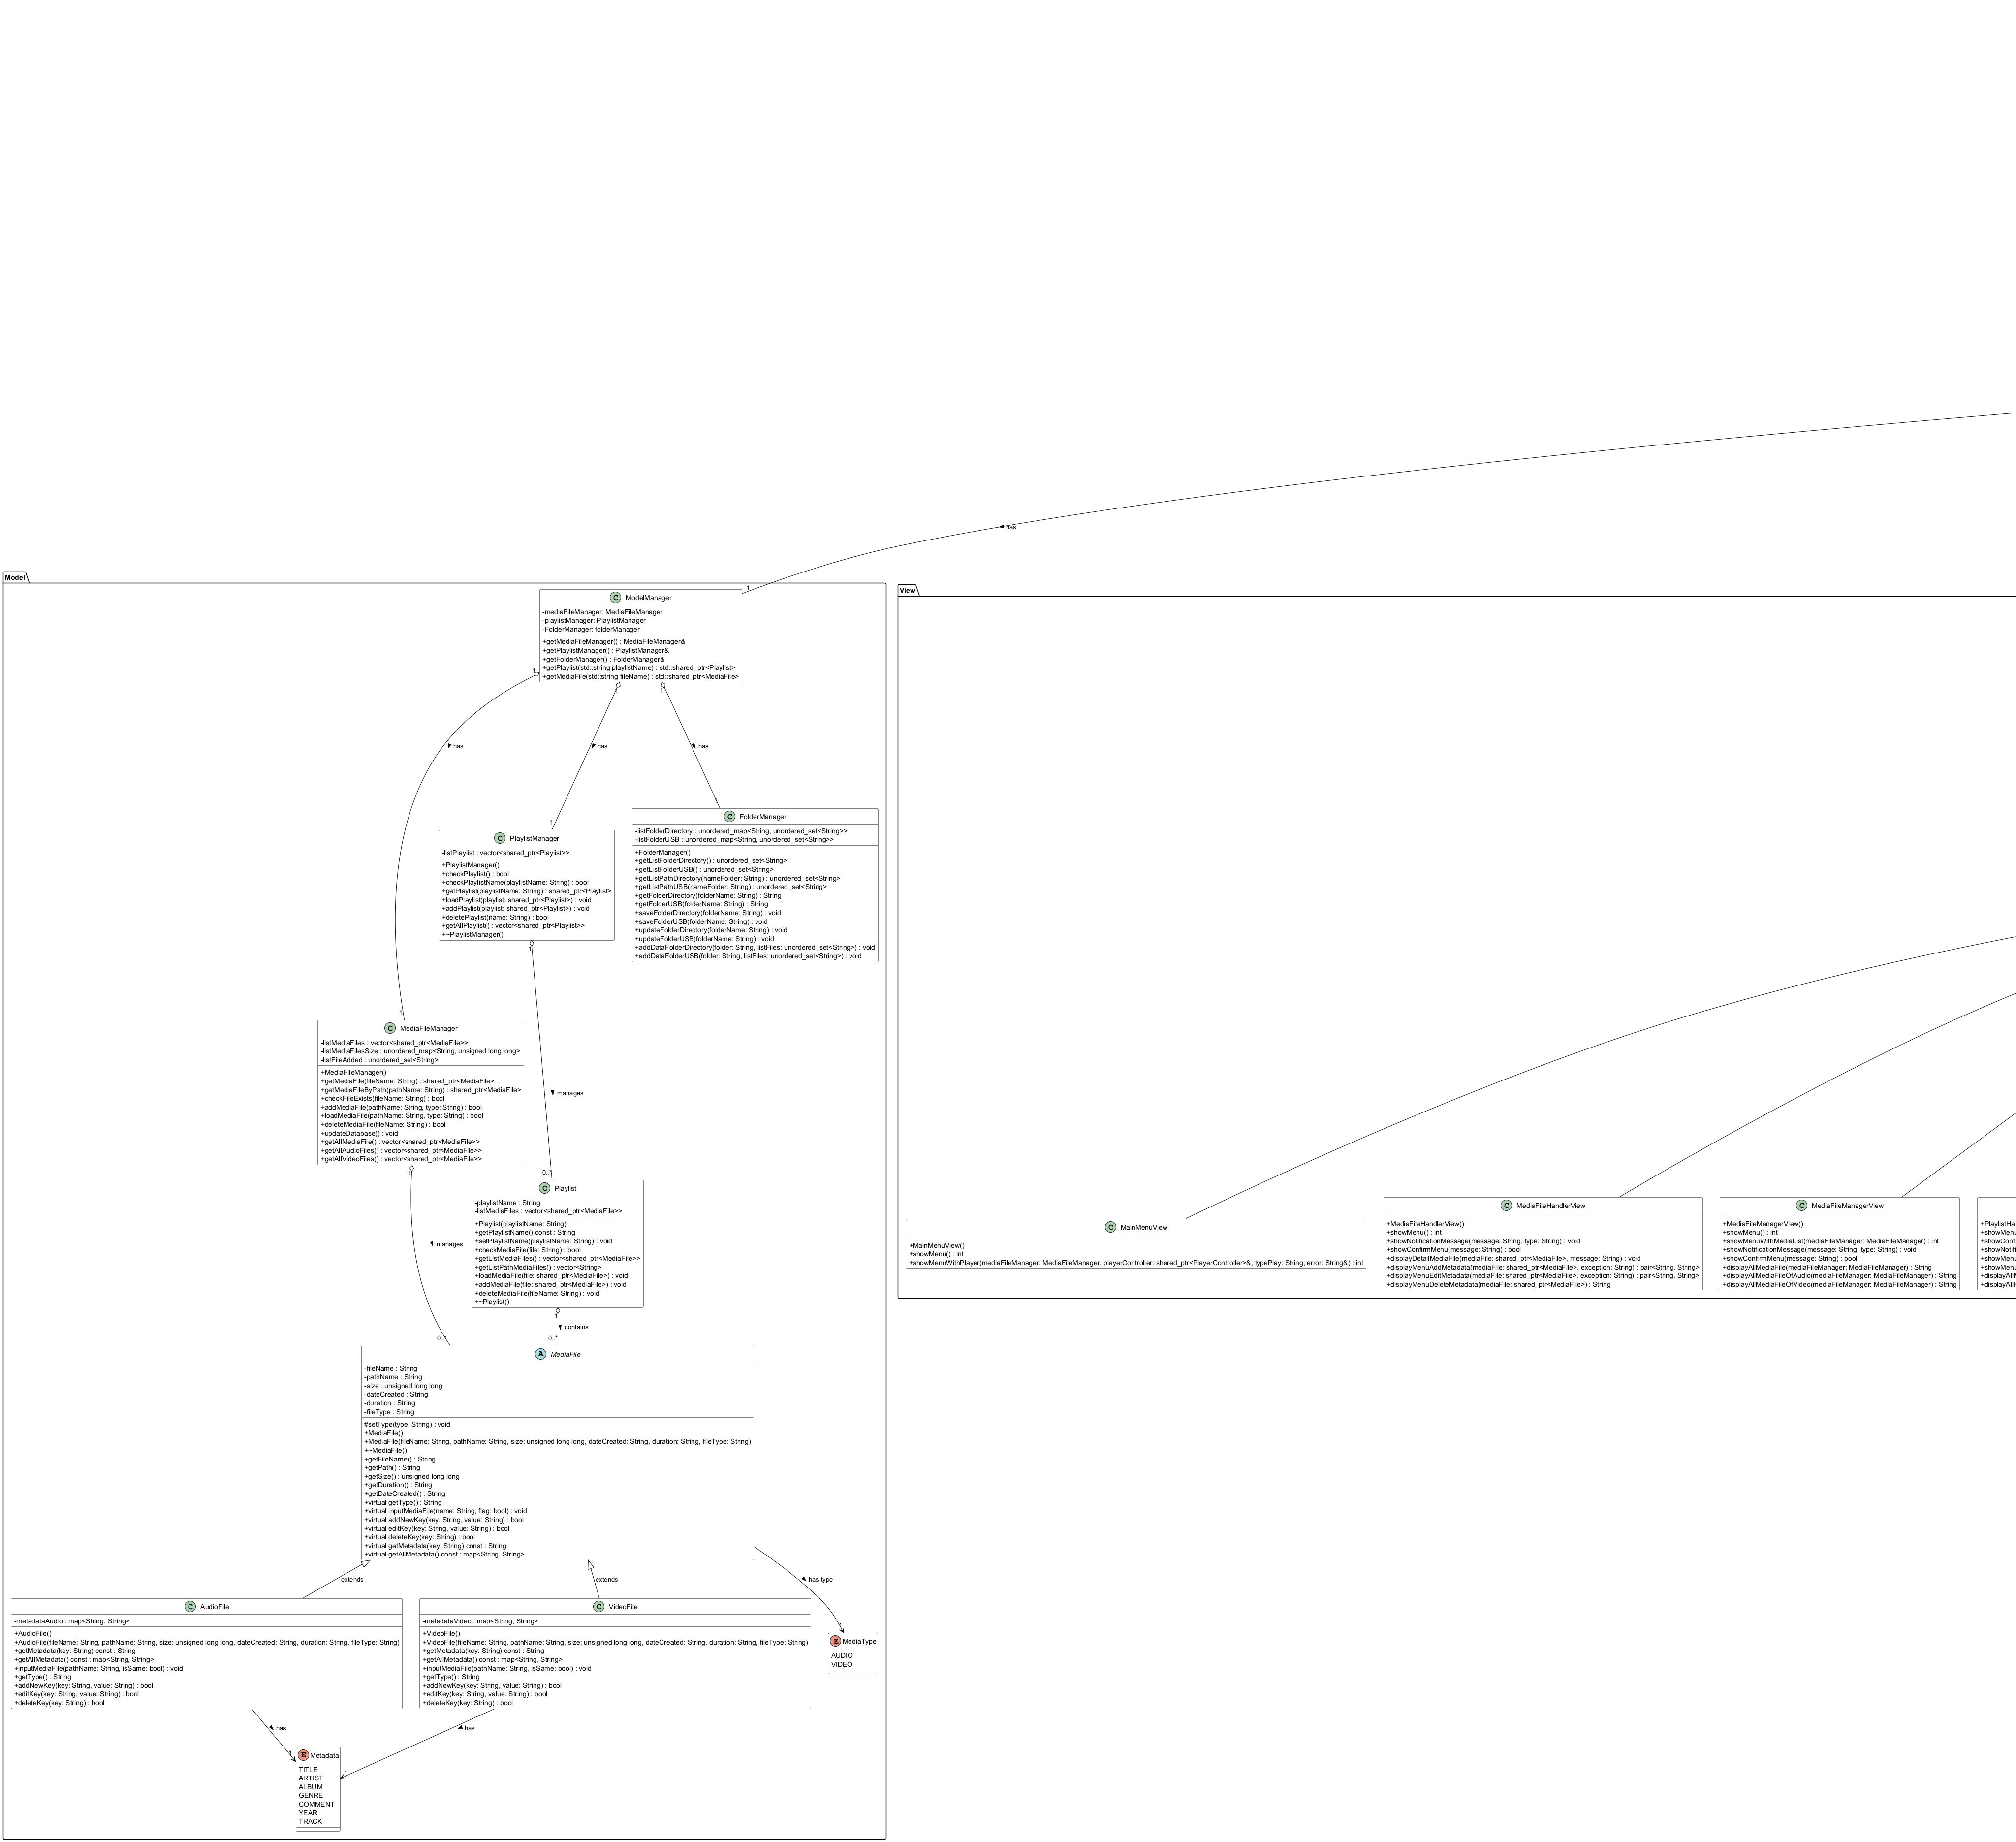 has
Model
1
ModelManager
-mediaFileManager: MediaFileManager
-playlistManager: PlaylistManager
-FolderManager: folderManager
+getMediaFileManager() : MediaFileManager&
+getPlaylistManager() : PlaylistManager&
+getFolderManager() : FolderManager&
+getPlaylist(std::string playlistName) : std::shared_ptr<Playlist>
+getMediaFile(std::string fileName) : std::shared_ptr<MediaFile>
1
1
1
has
has
has
1
1
1
PlaylistManager
-listPlaylist : vector<shared_ptr<Playlist>>
+PlaylistManager()
+checkPlaylist() : bool
+checkPlaylistName(playlistName: String) : bool
+getPlaylist(playlistName: String) : shared_ptr<Playlist>
+loadPlaylist(playlist: shared_ptr<Playlist>) : void
+addPlaylist(playlist: shared_ptr<Playlist>) : void
+deletePlaylist(name: String) : bool
+getAllPlaylist() : vector<shared_ptr<Playlist>>
+~PlaylistManager()
FolderManager
-listFolderDirectory : unordered_map<String, unordered_set<String>>
-listFolderUSB : unordered_map<String, unordered_set<String>>
+FolderManager()
+getListFolderDirectory() : unordered_set<String>
+getListFolderUSB() : unordered_set<String>
+getListPathDirectory(nameFolder: String) : unordered_set<String>
+getListPathUSB(nameFolder: String) : unordered_set<String>
+getFolderDirectory(folderName: String) : String
+getFolderUSB(folderName: String) : String
+saveFolderDirectory(folderName: String) : void
+saveFolderUSB(folderName: String) : void
+updateFolderDirectory(folderName: String) : void
+updateFolderUSB(folderName: String) : void
+addDataFolderDirectory(folder: String, listFiles: unordered_set<String>) : void
+addDataFolderUSB(folder: String, listFiles: unordered_set<String>) : void
MediaFileManager
-listMediaFiles : vector<shared_ptr<MediaFile>>
-listMediaFilesSize : unordered_map<String, unsigned long long>
-listFileAdded : unordered_set<String>
+MediaFileManager()
+getMediaFile(fileName: String) : shared_ptr<MediaFile>
+getMediaFileByPath(pathName: String) : shared_ptr<MediaFile>
+checkFileExists(fileName: String) : bool
+addMediaFile(pathName: String, type: String) : bool
+loadMediaFile(pathName: String, type: String) : bool
+deleteMediaFile(fileName: String) : bool
+updateDatabase() : void
+getAllMediaFile() : vector<shared_ptr<MediaFile>>
+getAllAudioFiles() : vector<shared_ptr<MediaFile>>
+getAllVideoFiles() : vector<shared_ptr<MediaFile>>
1
manages
0..*
1
manages
0..*
Playlist
-playlistName : String
-listMediaFiles : vector<shared_ptr<MediaFile>>
+Playlist(playlistName: String)
+getPlaylistName() const : String
+setPlaylistName(playlistName: String) : void
+checkMediaFile(file: String) : bool
+getListMediaFiles() : vector<shared_ptr<MediaFile>>
+getListPathMediaFiles() : vector<String>
+loadMediaFile(file: shared_ptr<MediaFile>) : void
+addMediaFile(file: shared_ptr<MediaFile>) : void
+deleteMediaFile(fileName: String) : void
+~Playlist()
1
contains
0..*
MediaFile
-fileName : String
-pathName : String
-size : unsigned long long
-dateCreated : String
-duration : String
-fileType : String
#setType(type: String) : void
+MediaFile()
+MediaFile(fileName: String, pathName: String, size: unsigned long long, dateCreated: String, duration: String, fileType: String)
+~MediaFile()
+getFileName() : String
+getPath() : String
+getSize() : unsigned long long
+getDuration() : String
+getDateCreated() : String
+virtual getType() : String
+virtual inputMediaFile(name: String, flag: bool) : void
+virtual addNewKey(key: String, value: String) : bool
+virtual editKey(key: String, value: String) : bool
+virtual deleteKey(key: String) : bool
+virtual getMetadata(key: String) const : String
+virtual getAllMetadata() const : map<String, String>
extends
extends
has type
1
AudioFile
-metadataAudio : map<String, String>
+AudioFile()
+AudioFile(fileName: String, pathName: String, size: unsigned long long, dateCreated: String, duration: String, fileType: String)
+getMetadata(key: String) const : String
+getAllMetadata() const : map<String, String>
+inputMediaFile(pathName: String, isSame: bool) : void
+getType() : String
+addNewKey(key: String, value: String) : bool
+editKey(key: String, value: String) : bool
+deleteKey(key: String) : bool
VideoFile
-metadataVideo : map<String, String>
+VideoFile()
+VideoFile(fileName: String, pathName: String, size: unsigned long long, dateCreated: String, duration: String, fileType: String)
+getMetadata(key: String) const : String
+getAllMetadata() const : map<String, String>
+inputMediaFile(pathName: String, isSame: bool) : void
+getType() : String
+addNewKey(key: String, value: String) : bool
+editKey(key: String, value: String) : bool
+deleteKey(key: String) : bool
MediaType
AUDIO
VIDEO
has
1
has
1
Metadata
TITLE
ARTIST
ALBUM
GENRE
COMMENT
YEAR
TRACK
View
MainMenuView
+MainMenuView()
+showMenu() : int
+showMenuWithPlayer(mediaFileManager: MediaFileManager, playerController: shared_ptr<PlayerController>&, typePlay: String, error: String&) : int
MediaFileHandlerView
+MediaFileHandlerView()
+showMenu() : int
+showNotificationMessage(message: String, type: String) : void
+showConfirmMenu(message: String) : bool
+displayDetailMediaFile(mediaFile: shared_ptr<MediaFile>, message: String) : void
+displayMenuAddMetadata(mediaFile: shared_ptr<MediaFile>, exception: String) : pair<String, String>
+displayMenuEditMetadata(mediaFile: shared_ptr<MediaFile>, exception: String) : pair<String, String>
+displayMenuDeleteMetadata(mediaFile: shared_ptr<MediaFile>) : String
MediaFileManagerView
+MediaFileManagerView()
+showMenu() : int
+showMenuWithMediaList(mediaFileManager: MediaFileManager) : int
+showNotificationMessage(message: String, type: String) : void
+showConfirmMenu(message: String) : bool
+displayAllMediaFile(mediaFileManager: MediaFileManager) : String
+displayAllMediaFileOfAudio(mediaFileManager: MediaFileManager) : String
+displayAllMediaFileOfVideo(mediaFileManager: MediaFileManager) : String
+PlaylistHa
+showMenu
+showConfi
+showNotif
+showMenu
+showMenu
+displayAllM